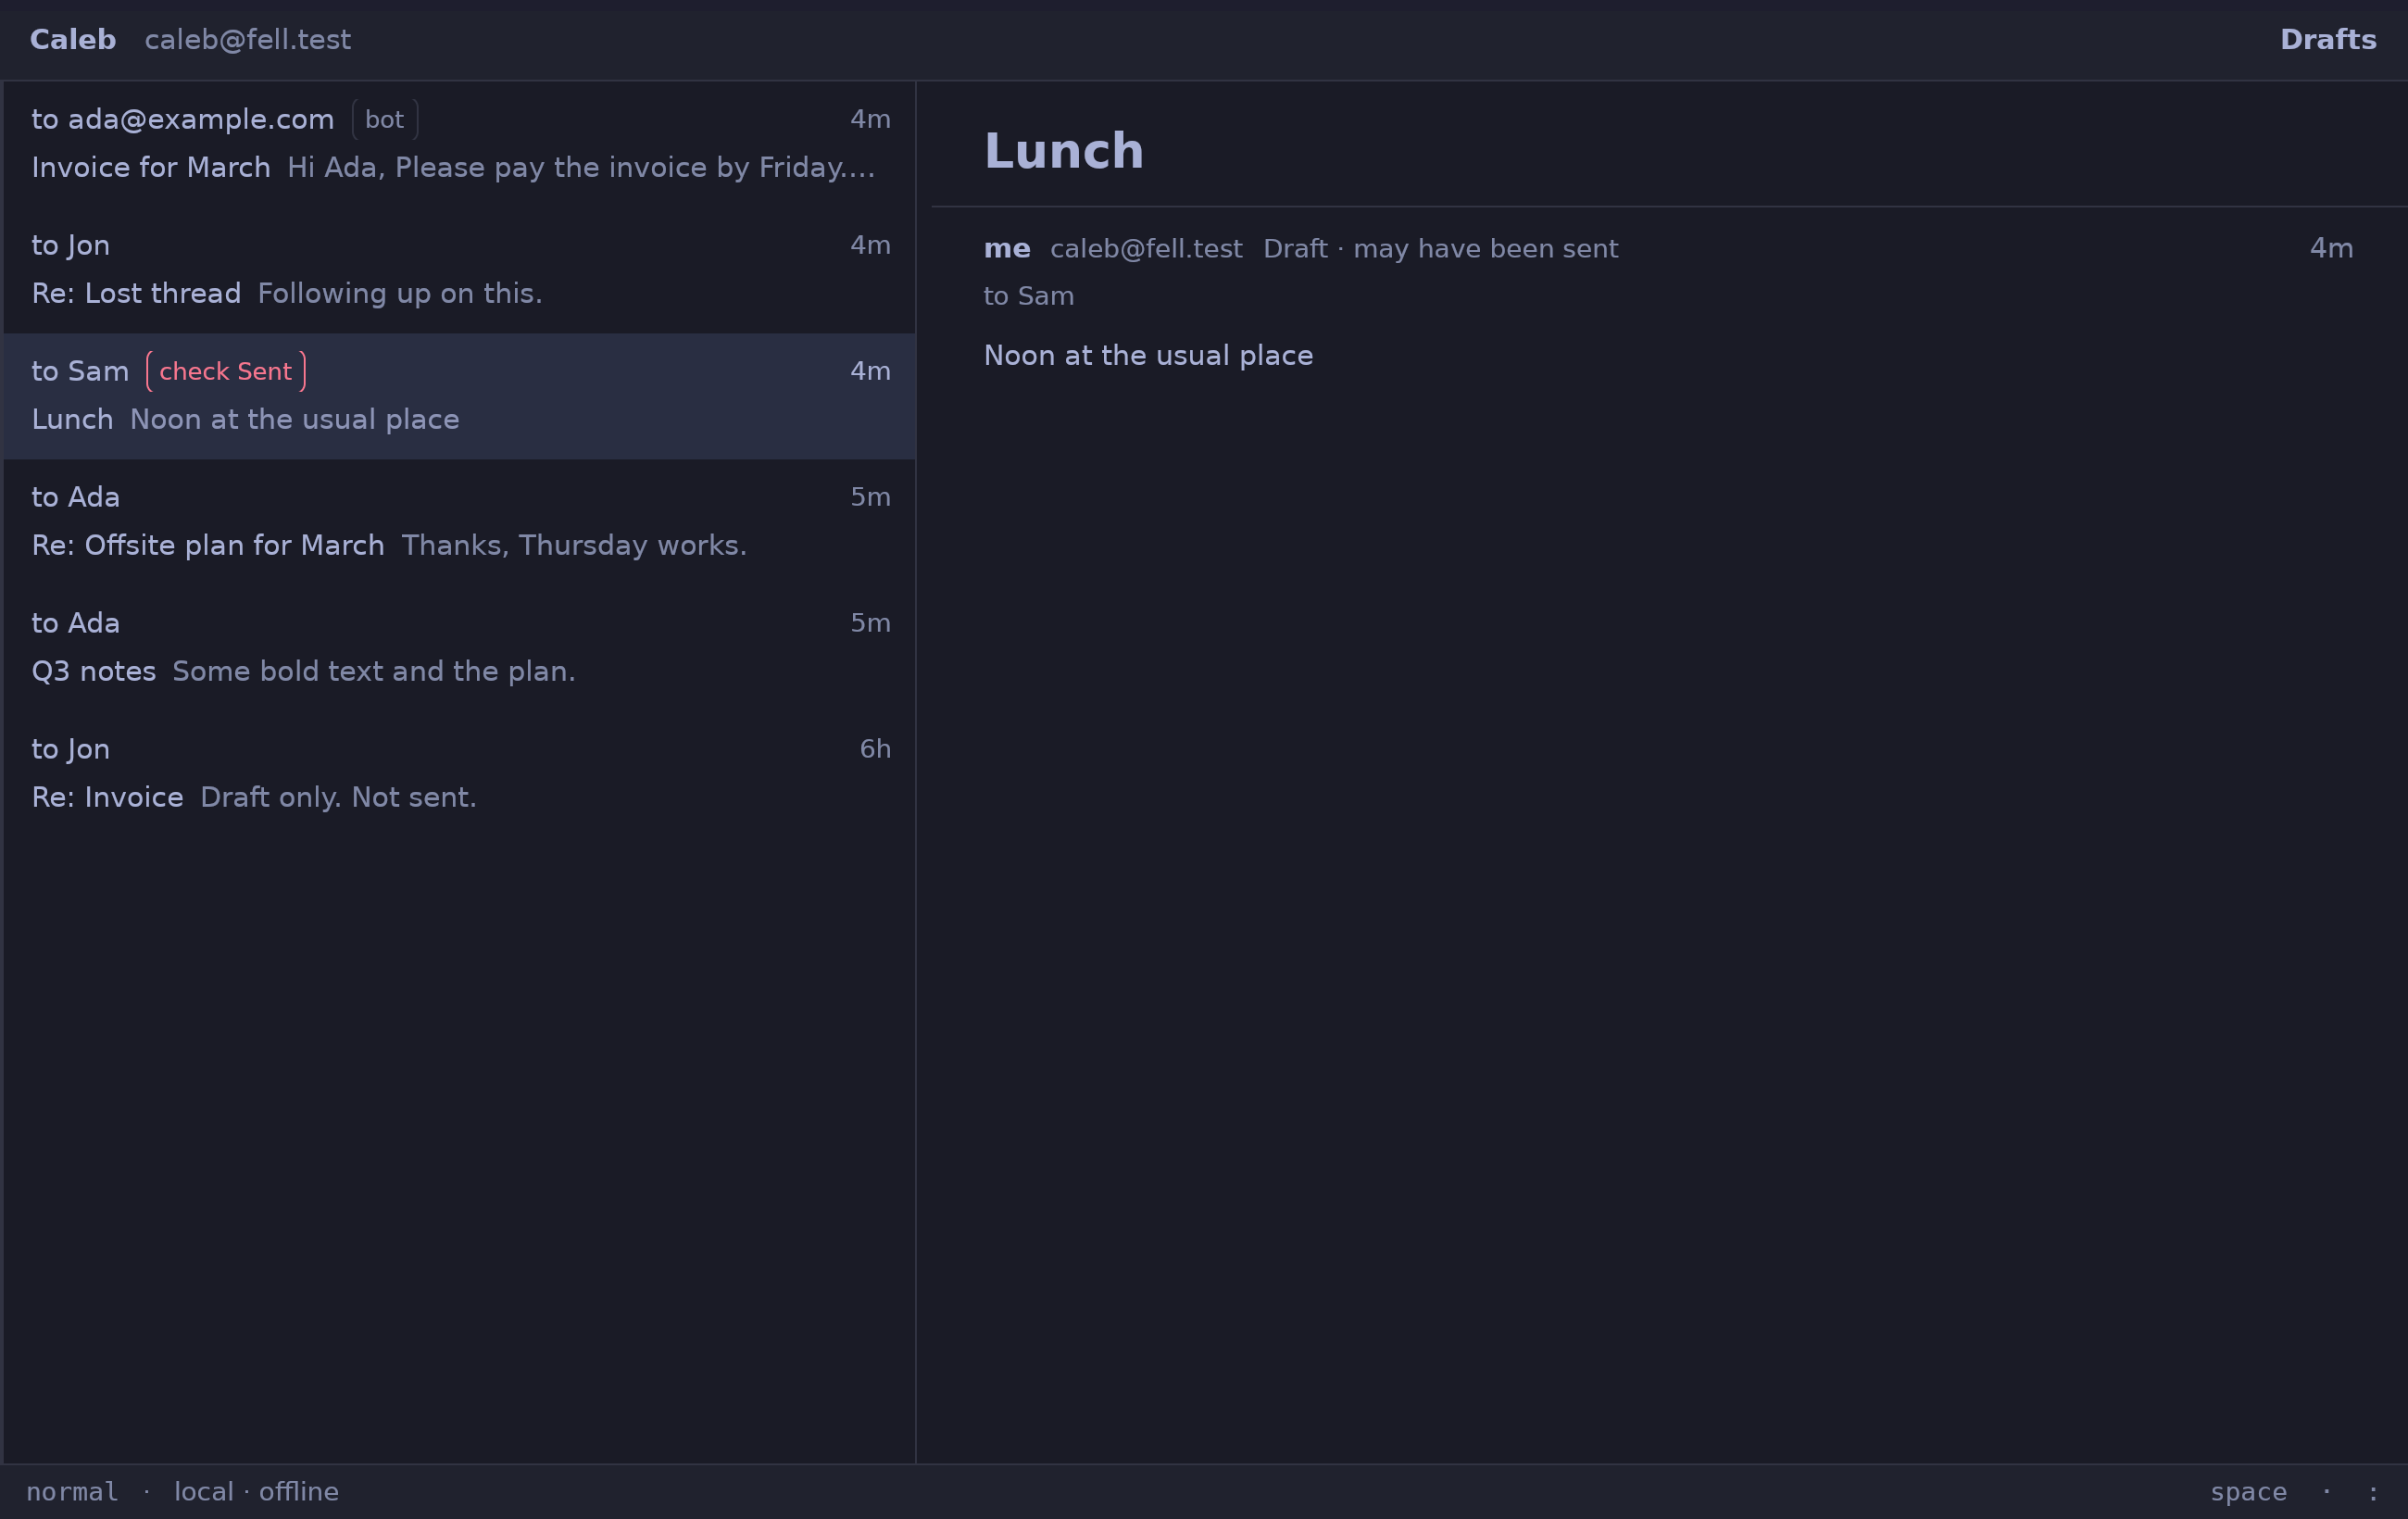 Caleb caleb@fell.test Drafts
to ada@example.com bot 4m
Invoice for March Hi Ada, Please pay the invoice by Friday....
to Jon 4m
Re: Lost thread Following up on this.
to Sam check Sent 4m
Lunch Noon at the usual place
to Ada 5m
Re: Offsite plan for March Thanks, Thursday works.
to Ada 5m
Q3 notes Some bold text and the plan.
to Jon 6h
Re: Invoice Draft only. Not sent.
Lunch
me caleb@fell.test Draft · may have been sent 4m
to Sam
Noon at the usual place
normal · local · offline space · :